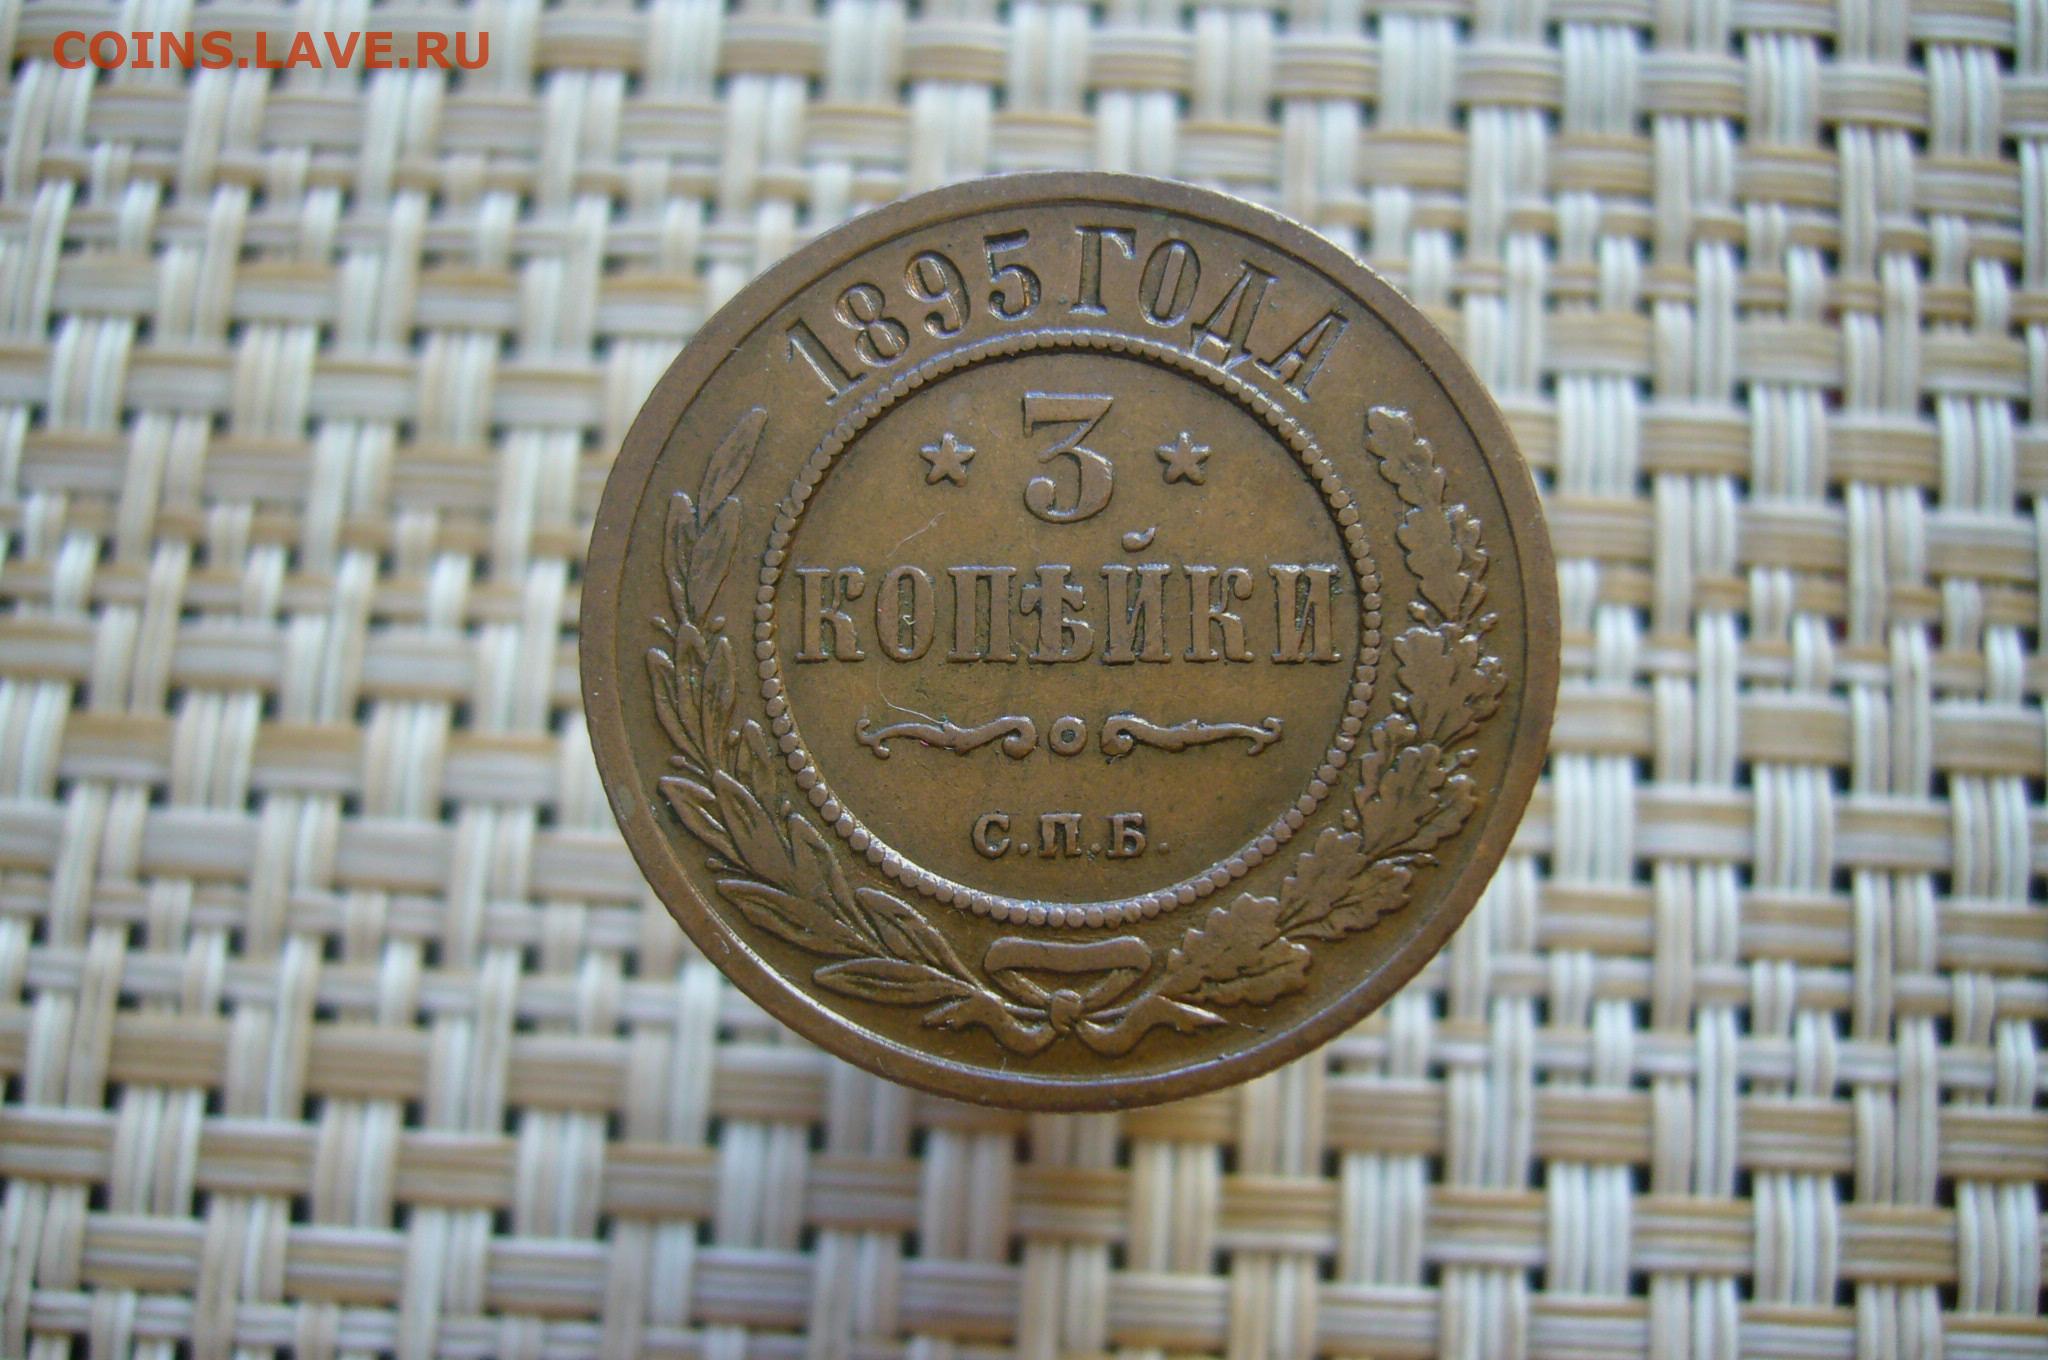 COINS.LAVE.RU
1895 ГОДА
3
КОПѢЙКИ
С.П.Б.